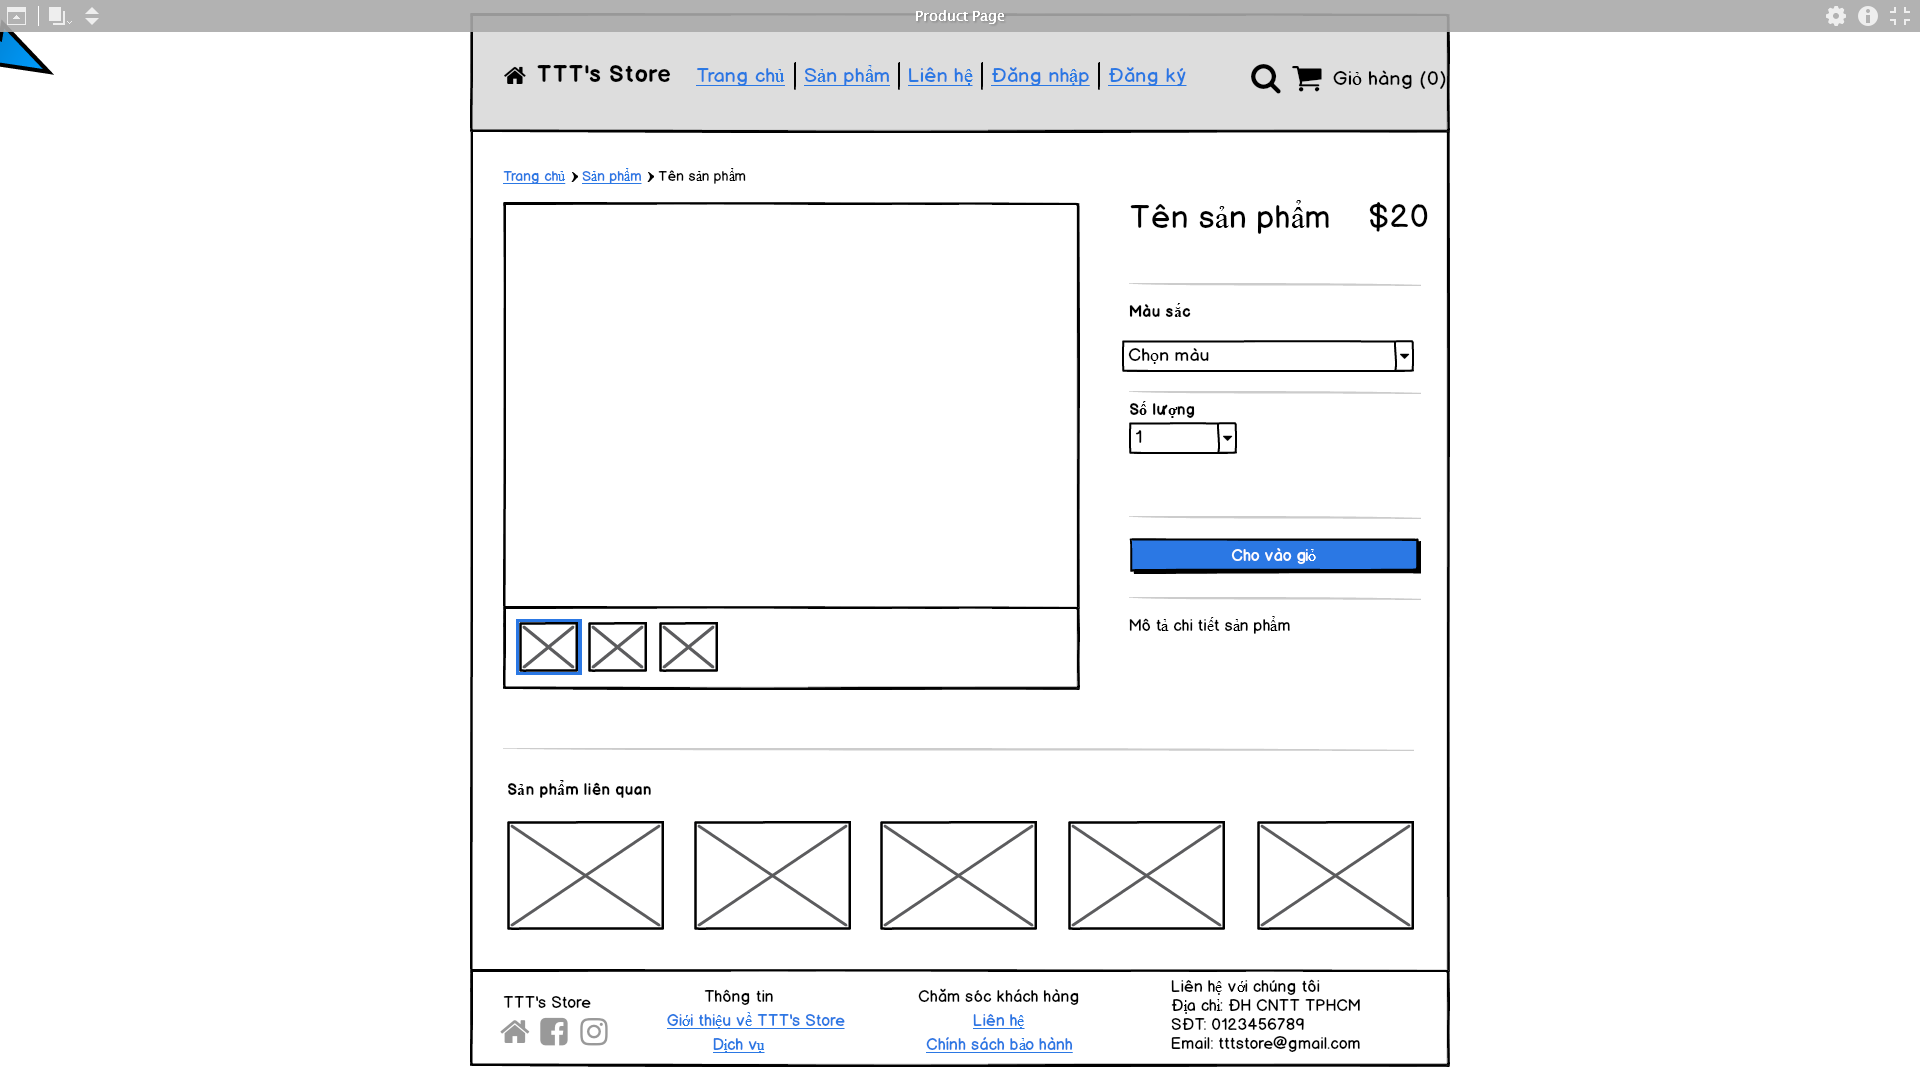 Product Page
TTT's Store
Trang chủ Sản phẩm Liên hệ Đăng nhập Đăng ký
Giỏ hàng (0)
Trang chủ Sản phẩm Tên sản phẩm
Tên sản phẩm $20
Màu sắc
Chọn màu
Số lượng
1
Cho vào giỏ
Mô tả chi tiết sản phẩm
Sản phẩm liên quan
TTT's Store
Thông tin
Giới thiệu về TTT's Store
Dịch vụ
Chăm sóc khách hàng
Liên hệ
Chính sách bảo hành
Liên hệ với chúng tôi
Địa chỉ: ĐH CNTT TPHCM
SĐT: 0123456789
Email: tttstore@gmail.com